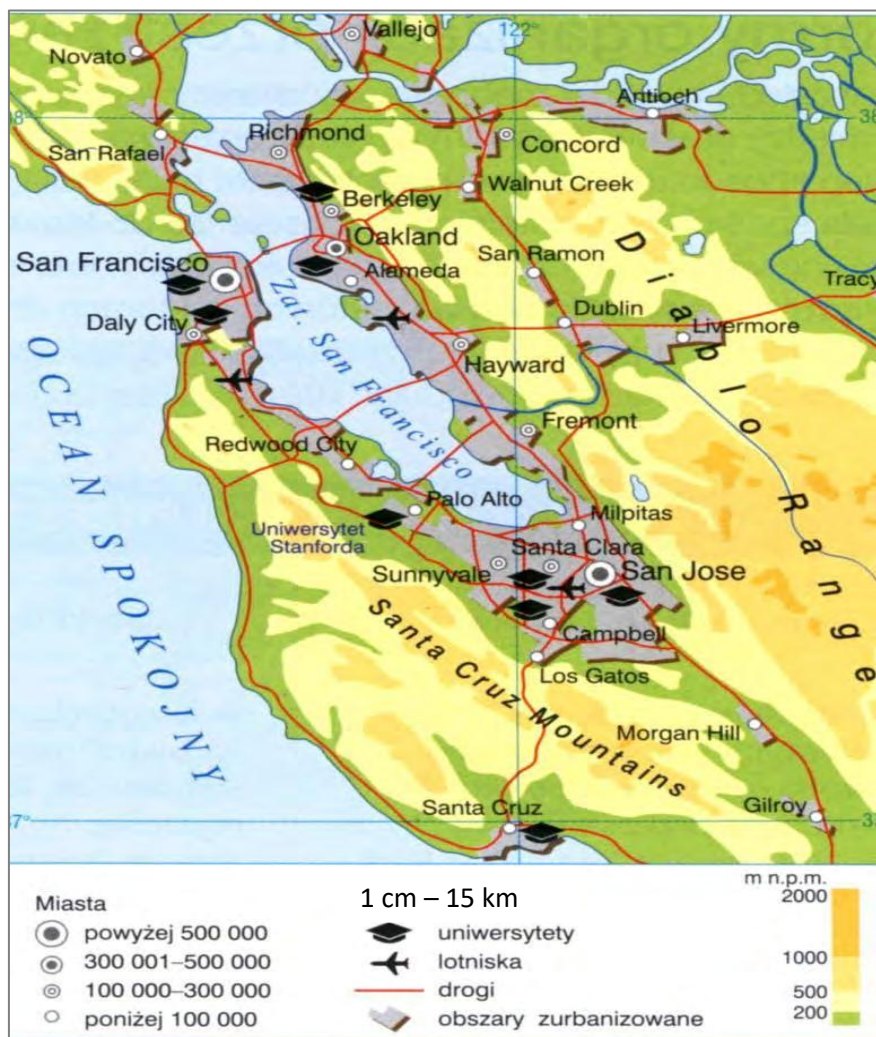 Vallejo
122°
Novato
Antioch
38°
38
Richmond
Concord
San Rafael
Walnut Creek
Berkeley
Oakland
San Ramon
San Francisco
Alameda
Tracy
Daly City
Dublin
Livermore
Hayward
Zat. San Francisco
Diablo Range
OCEAN SPOKOJNY
Fremont
Redwood City
Palo Alto
Milpitas
Uniwersytet
Stanforda
Santa Clara
Sunnyvale
San Jose
Campbell
Los Gatos
Santa Cruz Mountains
Morgan Hill
Santa Cruz
Gilroy
37°
m n.p.m.
Miasta
1 cm – 15 km
2000
powyżej 500 000
uniwersytety
300 001–500 000
lotniska
1000
100 000–300 000
drogi
500
poniżej 100 000
obszary zurbanizowane
200